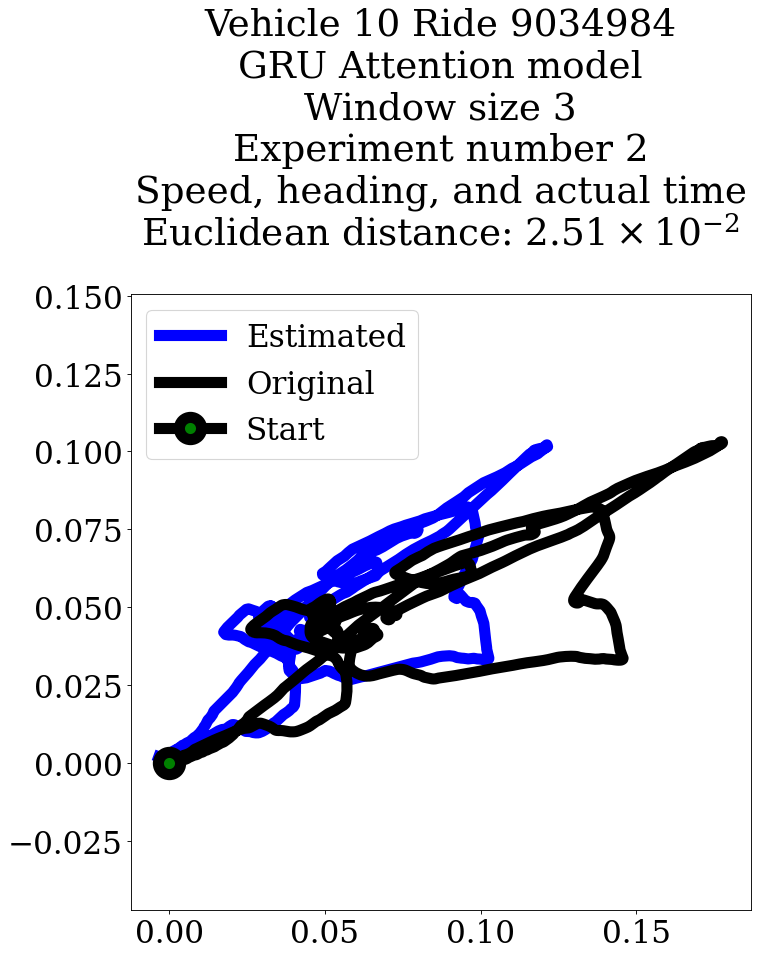 Vehicle 10 Ride 9034984
GRU Attention model
Window size 3
Experiment number 2
Speed, heading, and actual time
Euclidean distance: 2.51 × 10⁻²
0.150
0.125
0.100
0.075
0.050
0.025
0.000
−0.025
Estimated
Original
Start
0.00 0.05 0.10 0.15